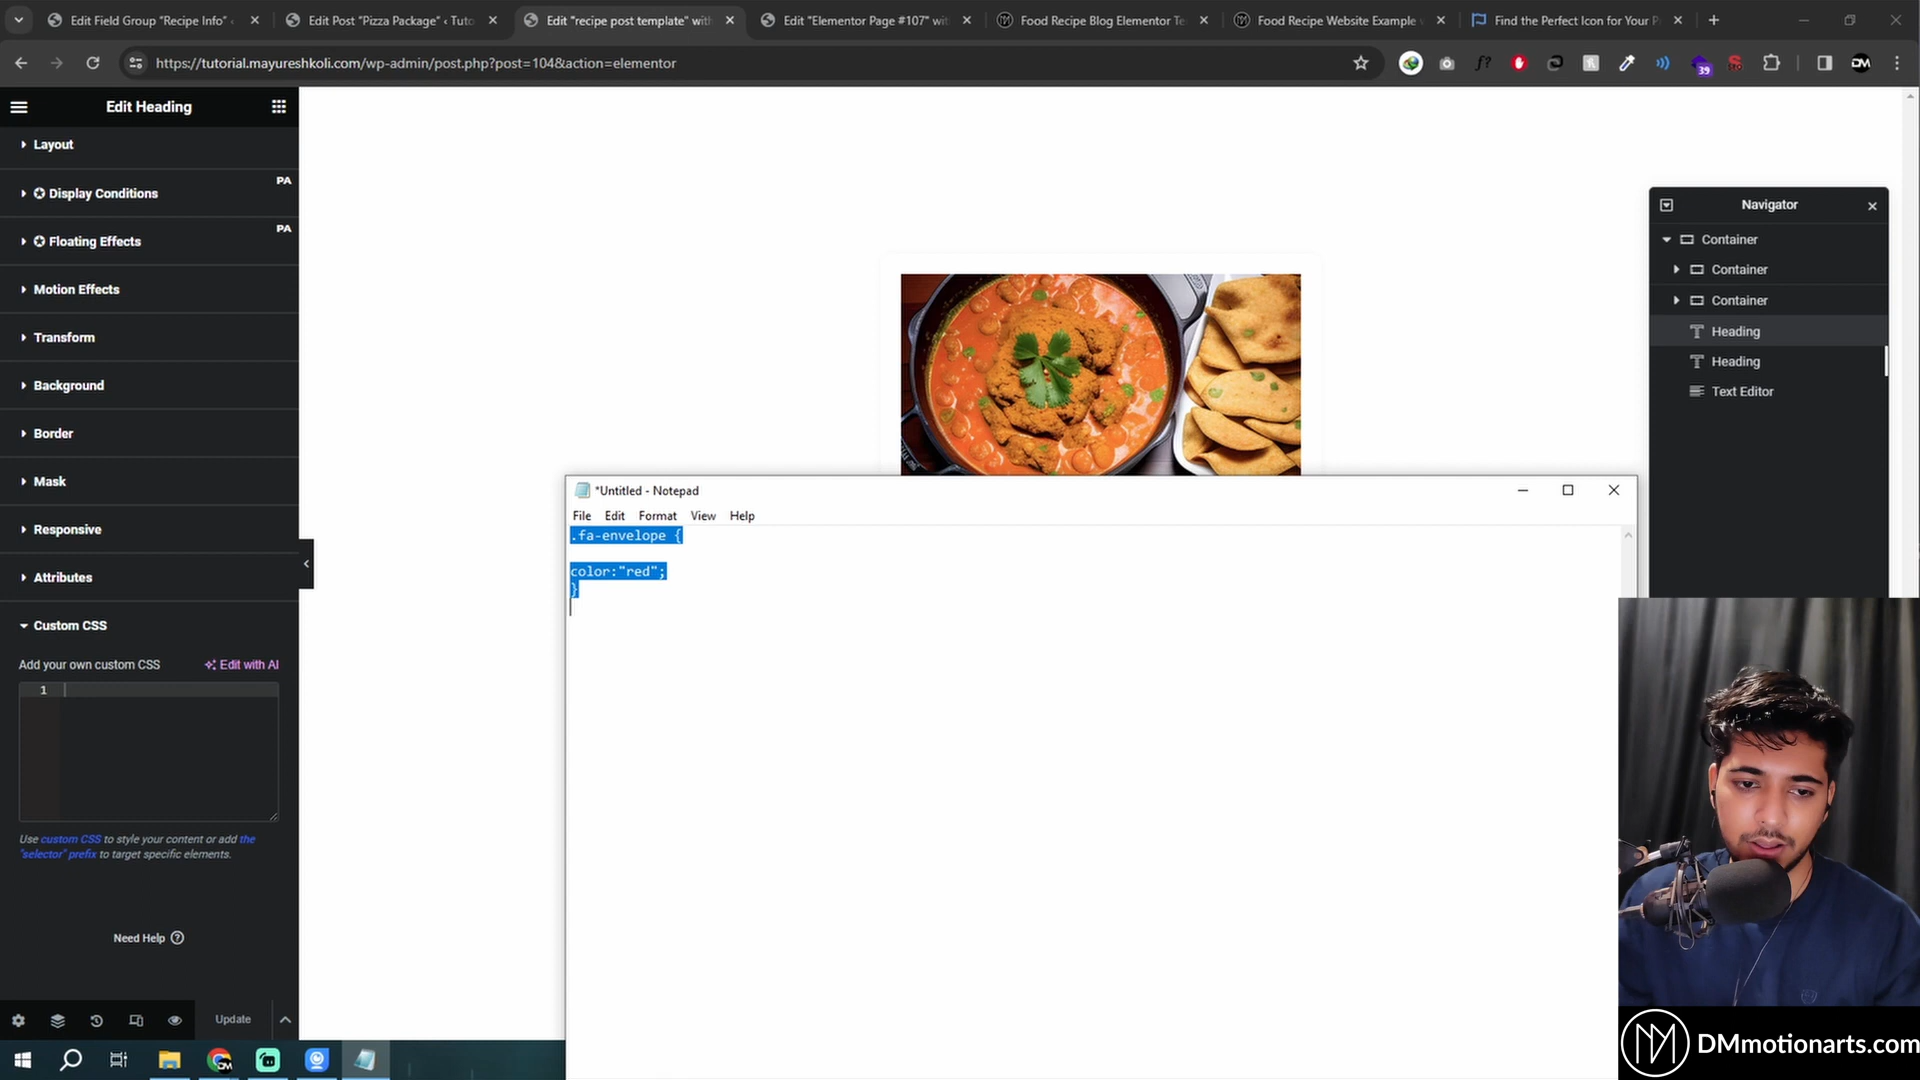 Edit Field Group "Recipe Info" ‹
Edit Post "Pizza Package" ‹ Tuto
Edit "recipe post template" with
Edit "Elementor Page #107" wit
Food Recipe Blog Elementor Te
Food Recipe Website Example
Find the Perfect Icon for Your P
https://tutorial.mayureshkoli.com/wp-admin/post.php?post=104&action=elementor
f?
39
DM
Edit Heading
Layout
PA
Display Conditions
PA
Floating Effects
Motion Effects
Transform
Background
Border
Mask
Responsive
Attributes
Custom CSS
Add your own custom CSS
Edit with AI
1
Use custom CSS to style your content or add the
"selector" prefix to target specific elements.
Need Help
Update
Navigator
Container
Container
Container
Heading
Heading
Text Editor
*Untitled - Notepad
File Edit Format View Help
.fa-envelope {
color:"red";
}
DMmotionarts.com